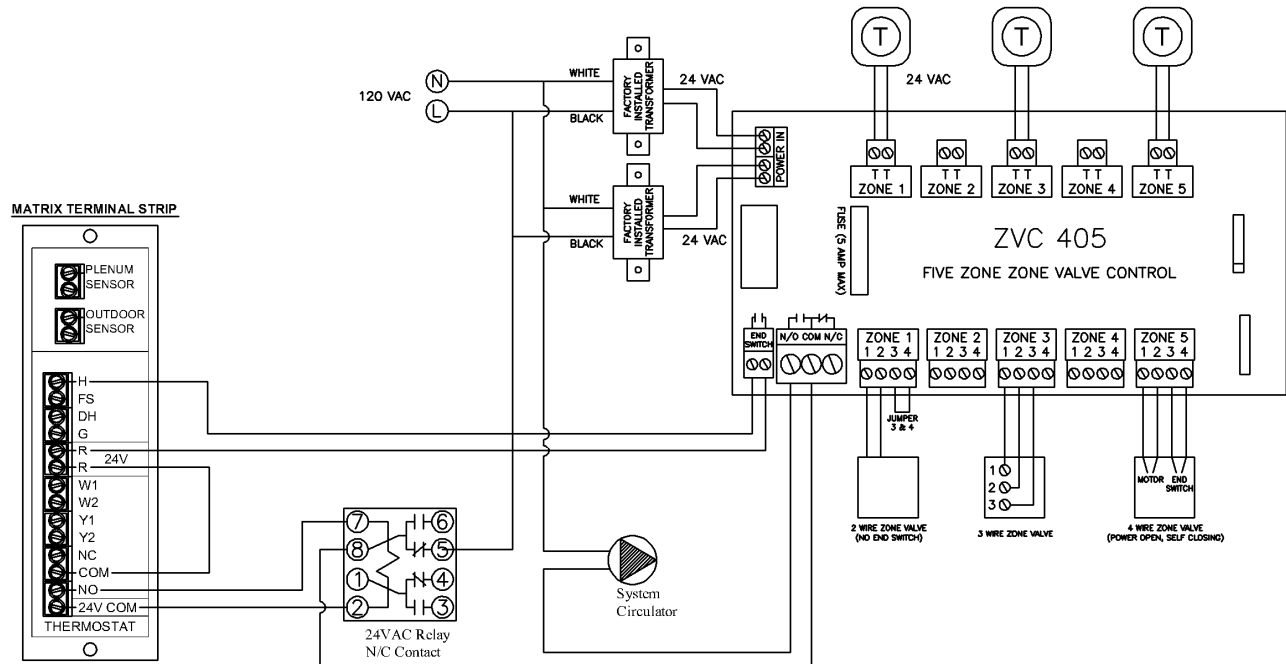 MATRIX TERMINAL STRIP
PLENUM
SENSOR
OUTDOOR
SENSOR
H
FS
DH
G
R
24V
R
W1
W2
Y1
Y2
NC
COM
NO
24V COM
THERMOSTAT
120 VAC
N
L
WHITE
BLACK
FACTORY
INSTALLED
TRANSFORMER
24 VAC
WHITE
BLACK
FACTORY
INSTALLED
TRANSFORMER
24 VAC
POWER IN
T
T
T
24 VAC
T T
ZONE 1
T T
ZONE 2
T T
ZONE 3
T T
ZONE 4
T T
ZONE 5
FUSE (5 AMP MAX)
ZVC 405
FIVE ZONE ZONE VALVE CONTROL
END
SWITCH
N/O COM N/C
ZONE 1
1 2 3 4
ZONE 2
1 2 3 4
ZONE 3
1 2 3 4
ZONE 4
1 2 3 4
ZONE 5
1 2 3 4
JUMPER
3 & 4
2 WIRE ZONE VALVE
(NO END SWITCH)
1
2
3
3 WIRE ZONE VALVE
MOTOR
END
SWITCH
4 WIRE ZONE VALVE
(POWER OPEN, SELF CLOSING)
7
6
8
5
1
4
2
3
24VAC Relay
N/C Contact
System
Circulator